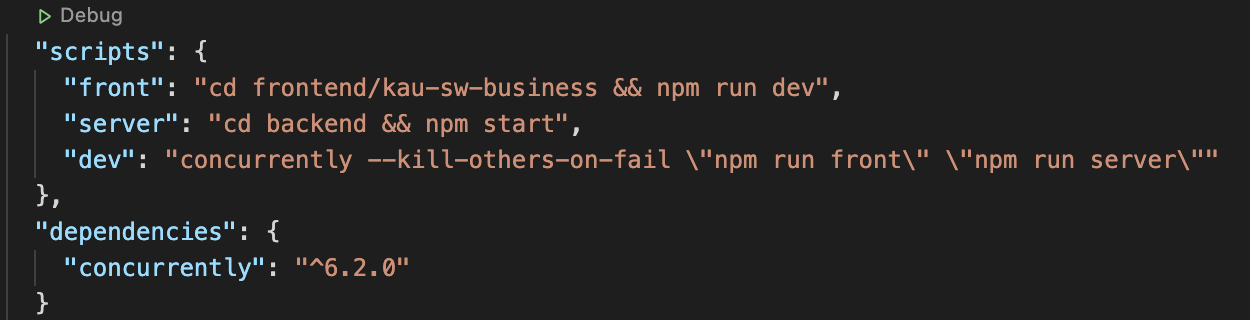 Debug
"scripts": {
"front": "cd frontend/kau-sw-business && npm run dev",
"server": "cd backend && npm start",
"dev": "concurrently --kill-others-on-fail \"npm run front\" \"npm run server\""
},
"dependencies": {
"concurrently": "^6.2.0"
}